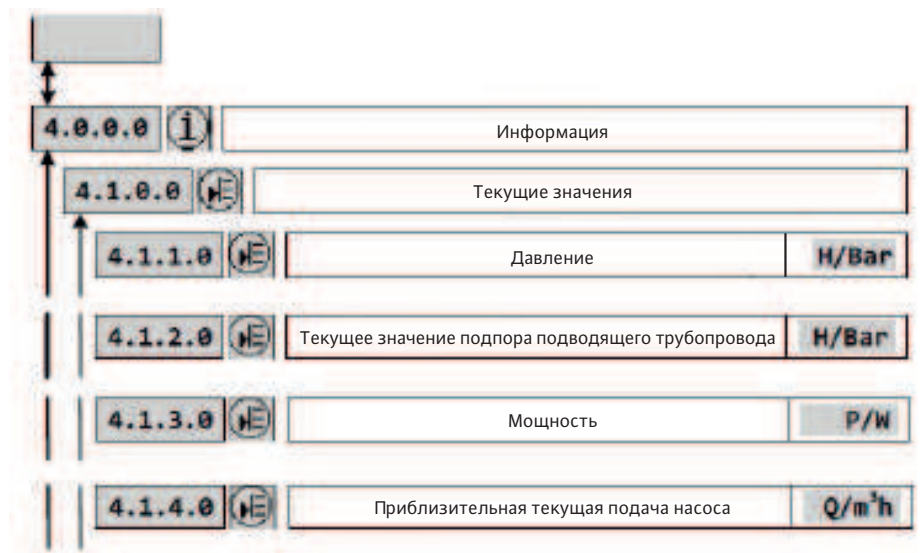 4.0.0.0 i Информация
4.1.0.0 Текущие значения
4.1.1.0 Давление H/Bar
4.1.2.0 Текущее значение подпора подводящего трубопровода H/Bar
4.1.3.0 Мощность P/W
4.1.4.0 Приблизительная текущая подача насоса Q/m³h